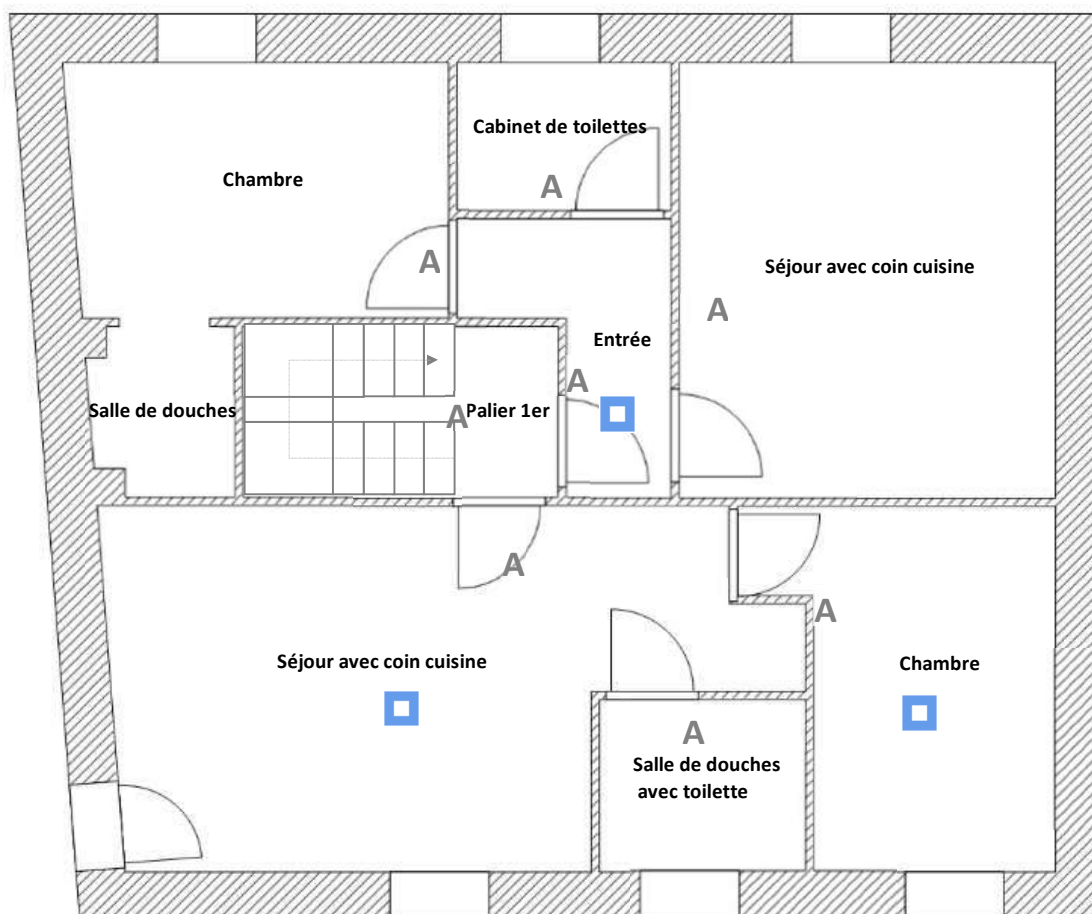 Cabinet de toilettes
A
Chambre
A
Séjour avec coin cuisine
A
Entrée
A
Salle de douches
A
Palier 1er
A
A
Séjour avec coin cuisine
Chambre
A
Salle de douches
avec toilette